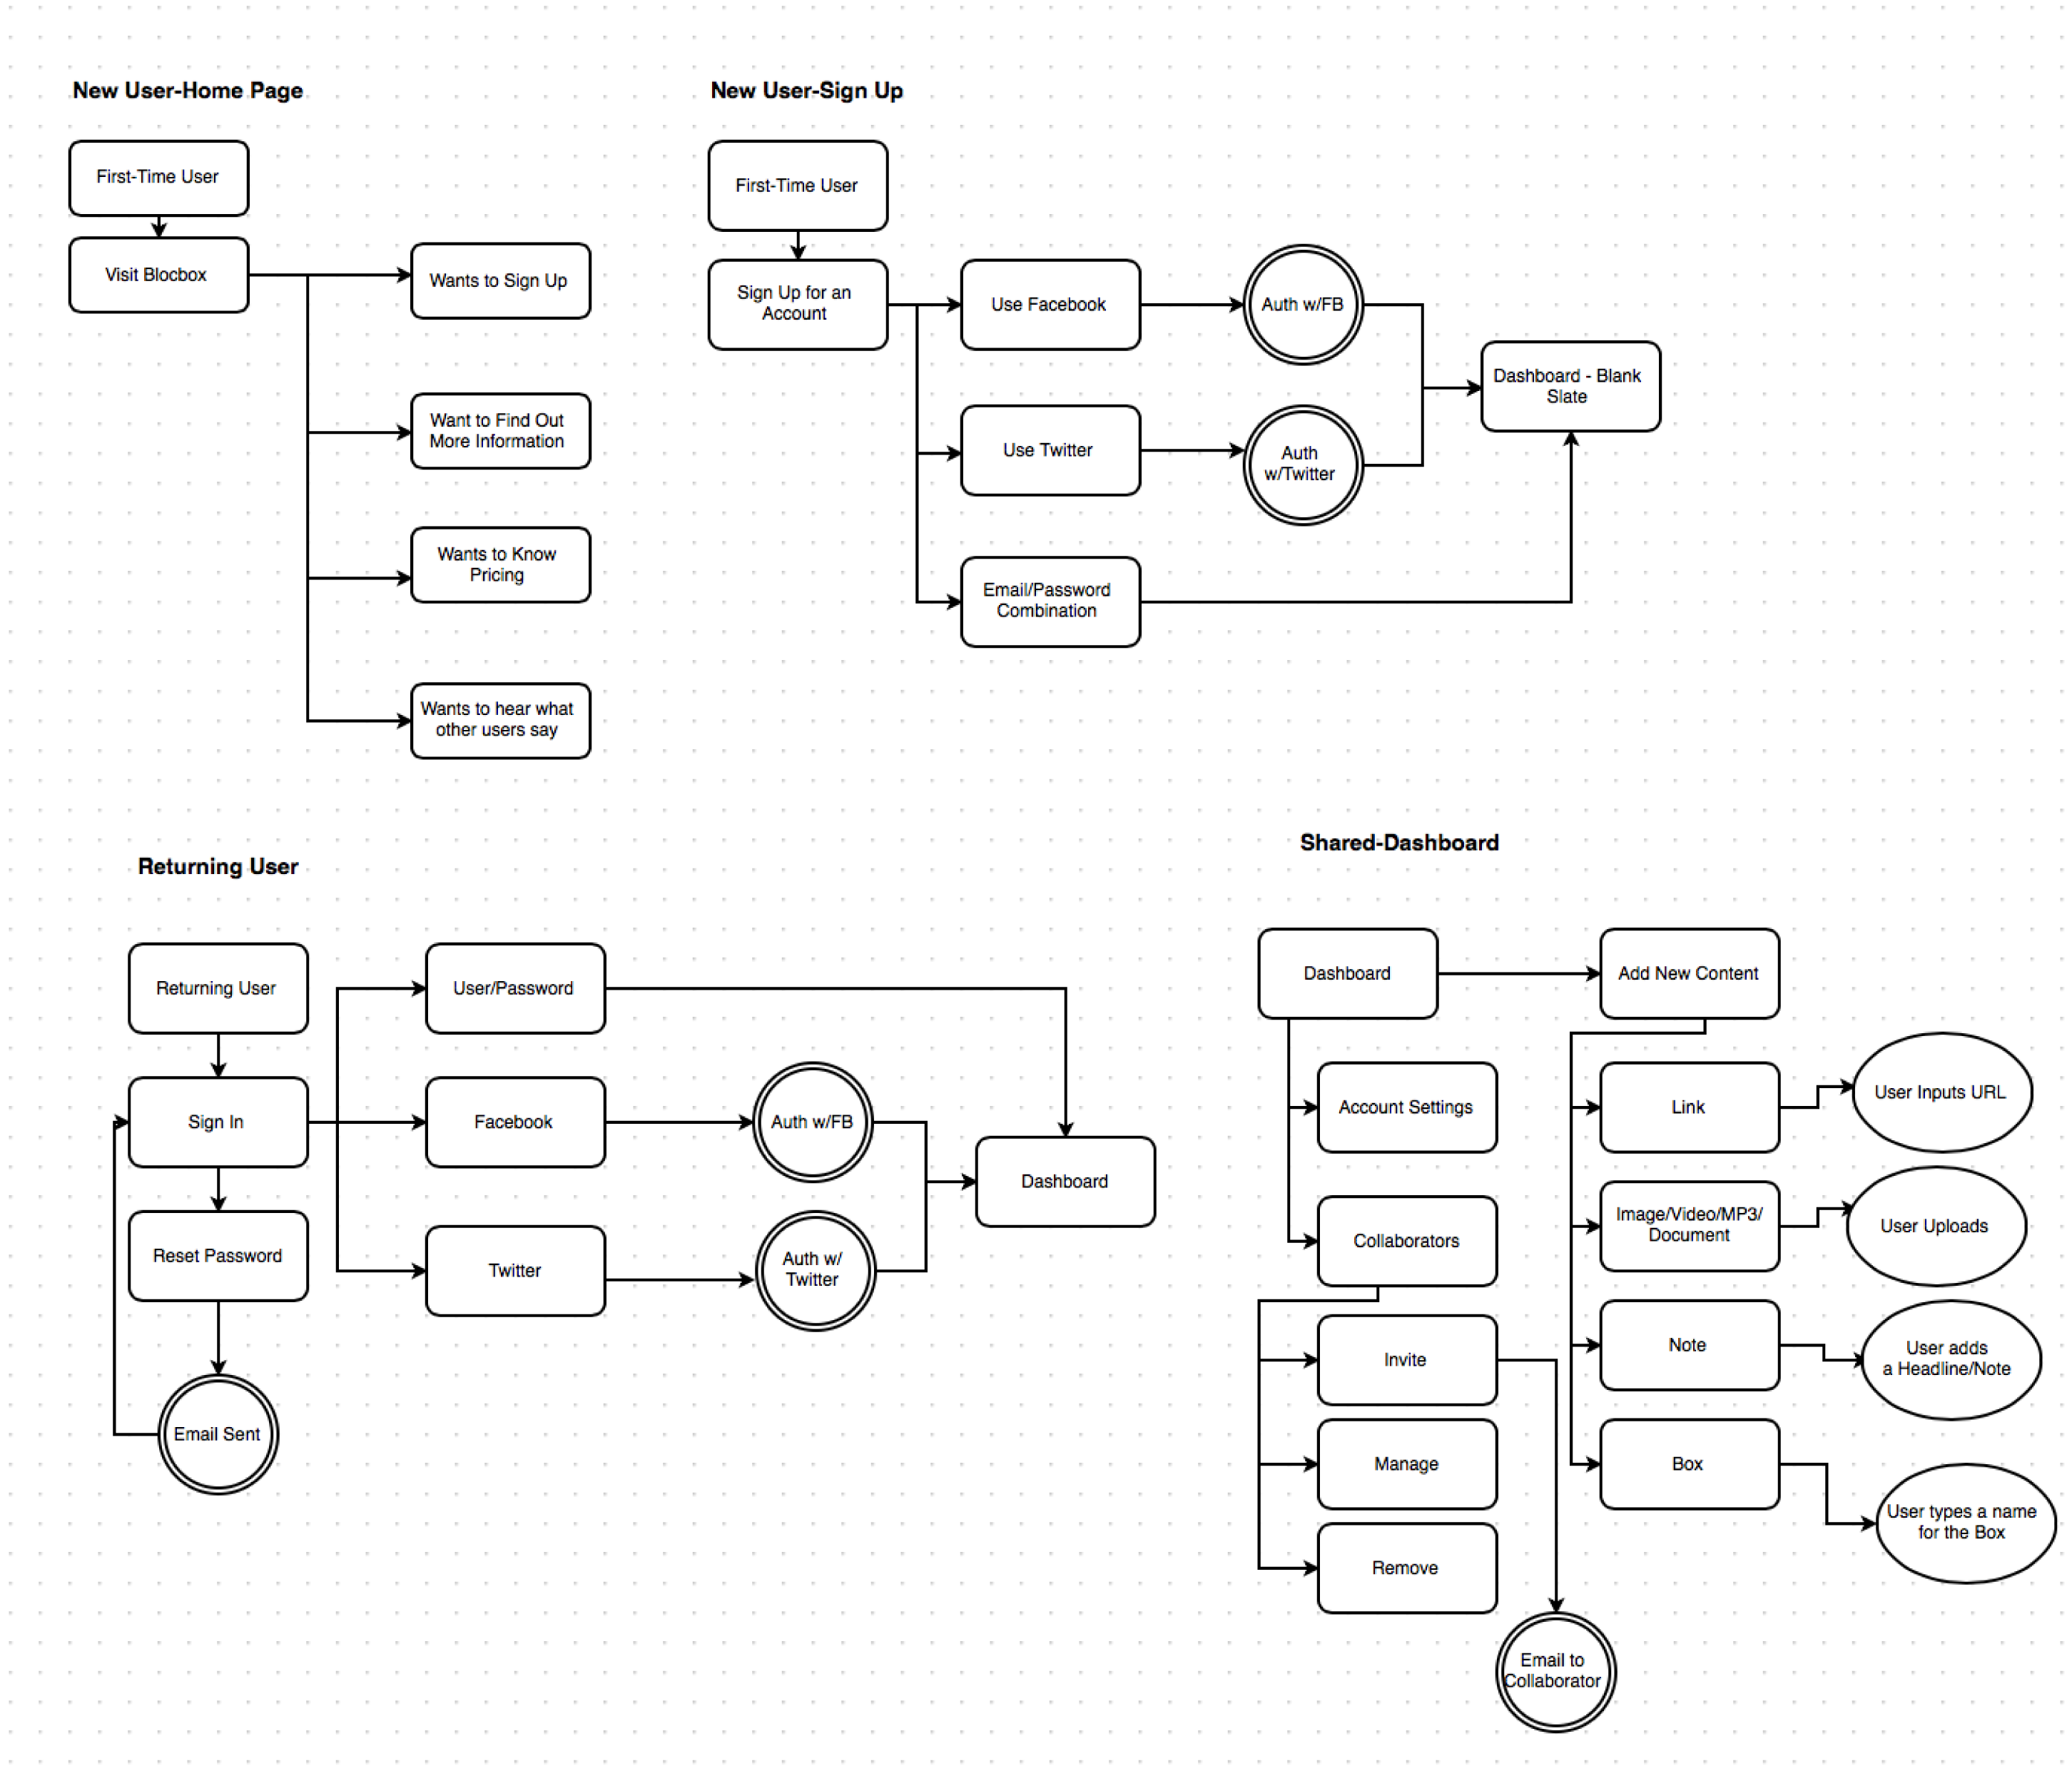 New User-Home Page
First-Time User
Visit Blocbox
Wants to Sign Up
Want to Find Out
More Information
Wants to Know
Pricing
Wants to hear what
other users say
New User-Sign Up
First-Time User
Sign Up for an
Account
Use Facebook
Auth w/FB
Dashboard - Blank
Slate
Use Twitter
Auth
w/Twitter
Email/Password
Combination
Returning User
Returning User
User/Password
Sign In
Facebook
Auth w/FB
Dashboard
Reset Password
Twitter
Auth w/
Twitter
Email Sent
Shared-Dashboard
Dashboard
Add New Content
Account Settings
Link
User Inputs URL
Collaborators
Image/Video/MP3/
Document
User Uploads
Invite
Note
User adds
a Headline/Note
Manage
Box
User types a name
for the Box
Remove
Email to
Collaborator